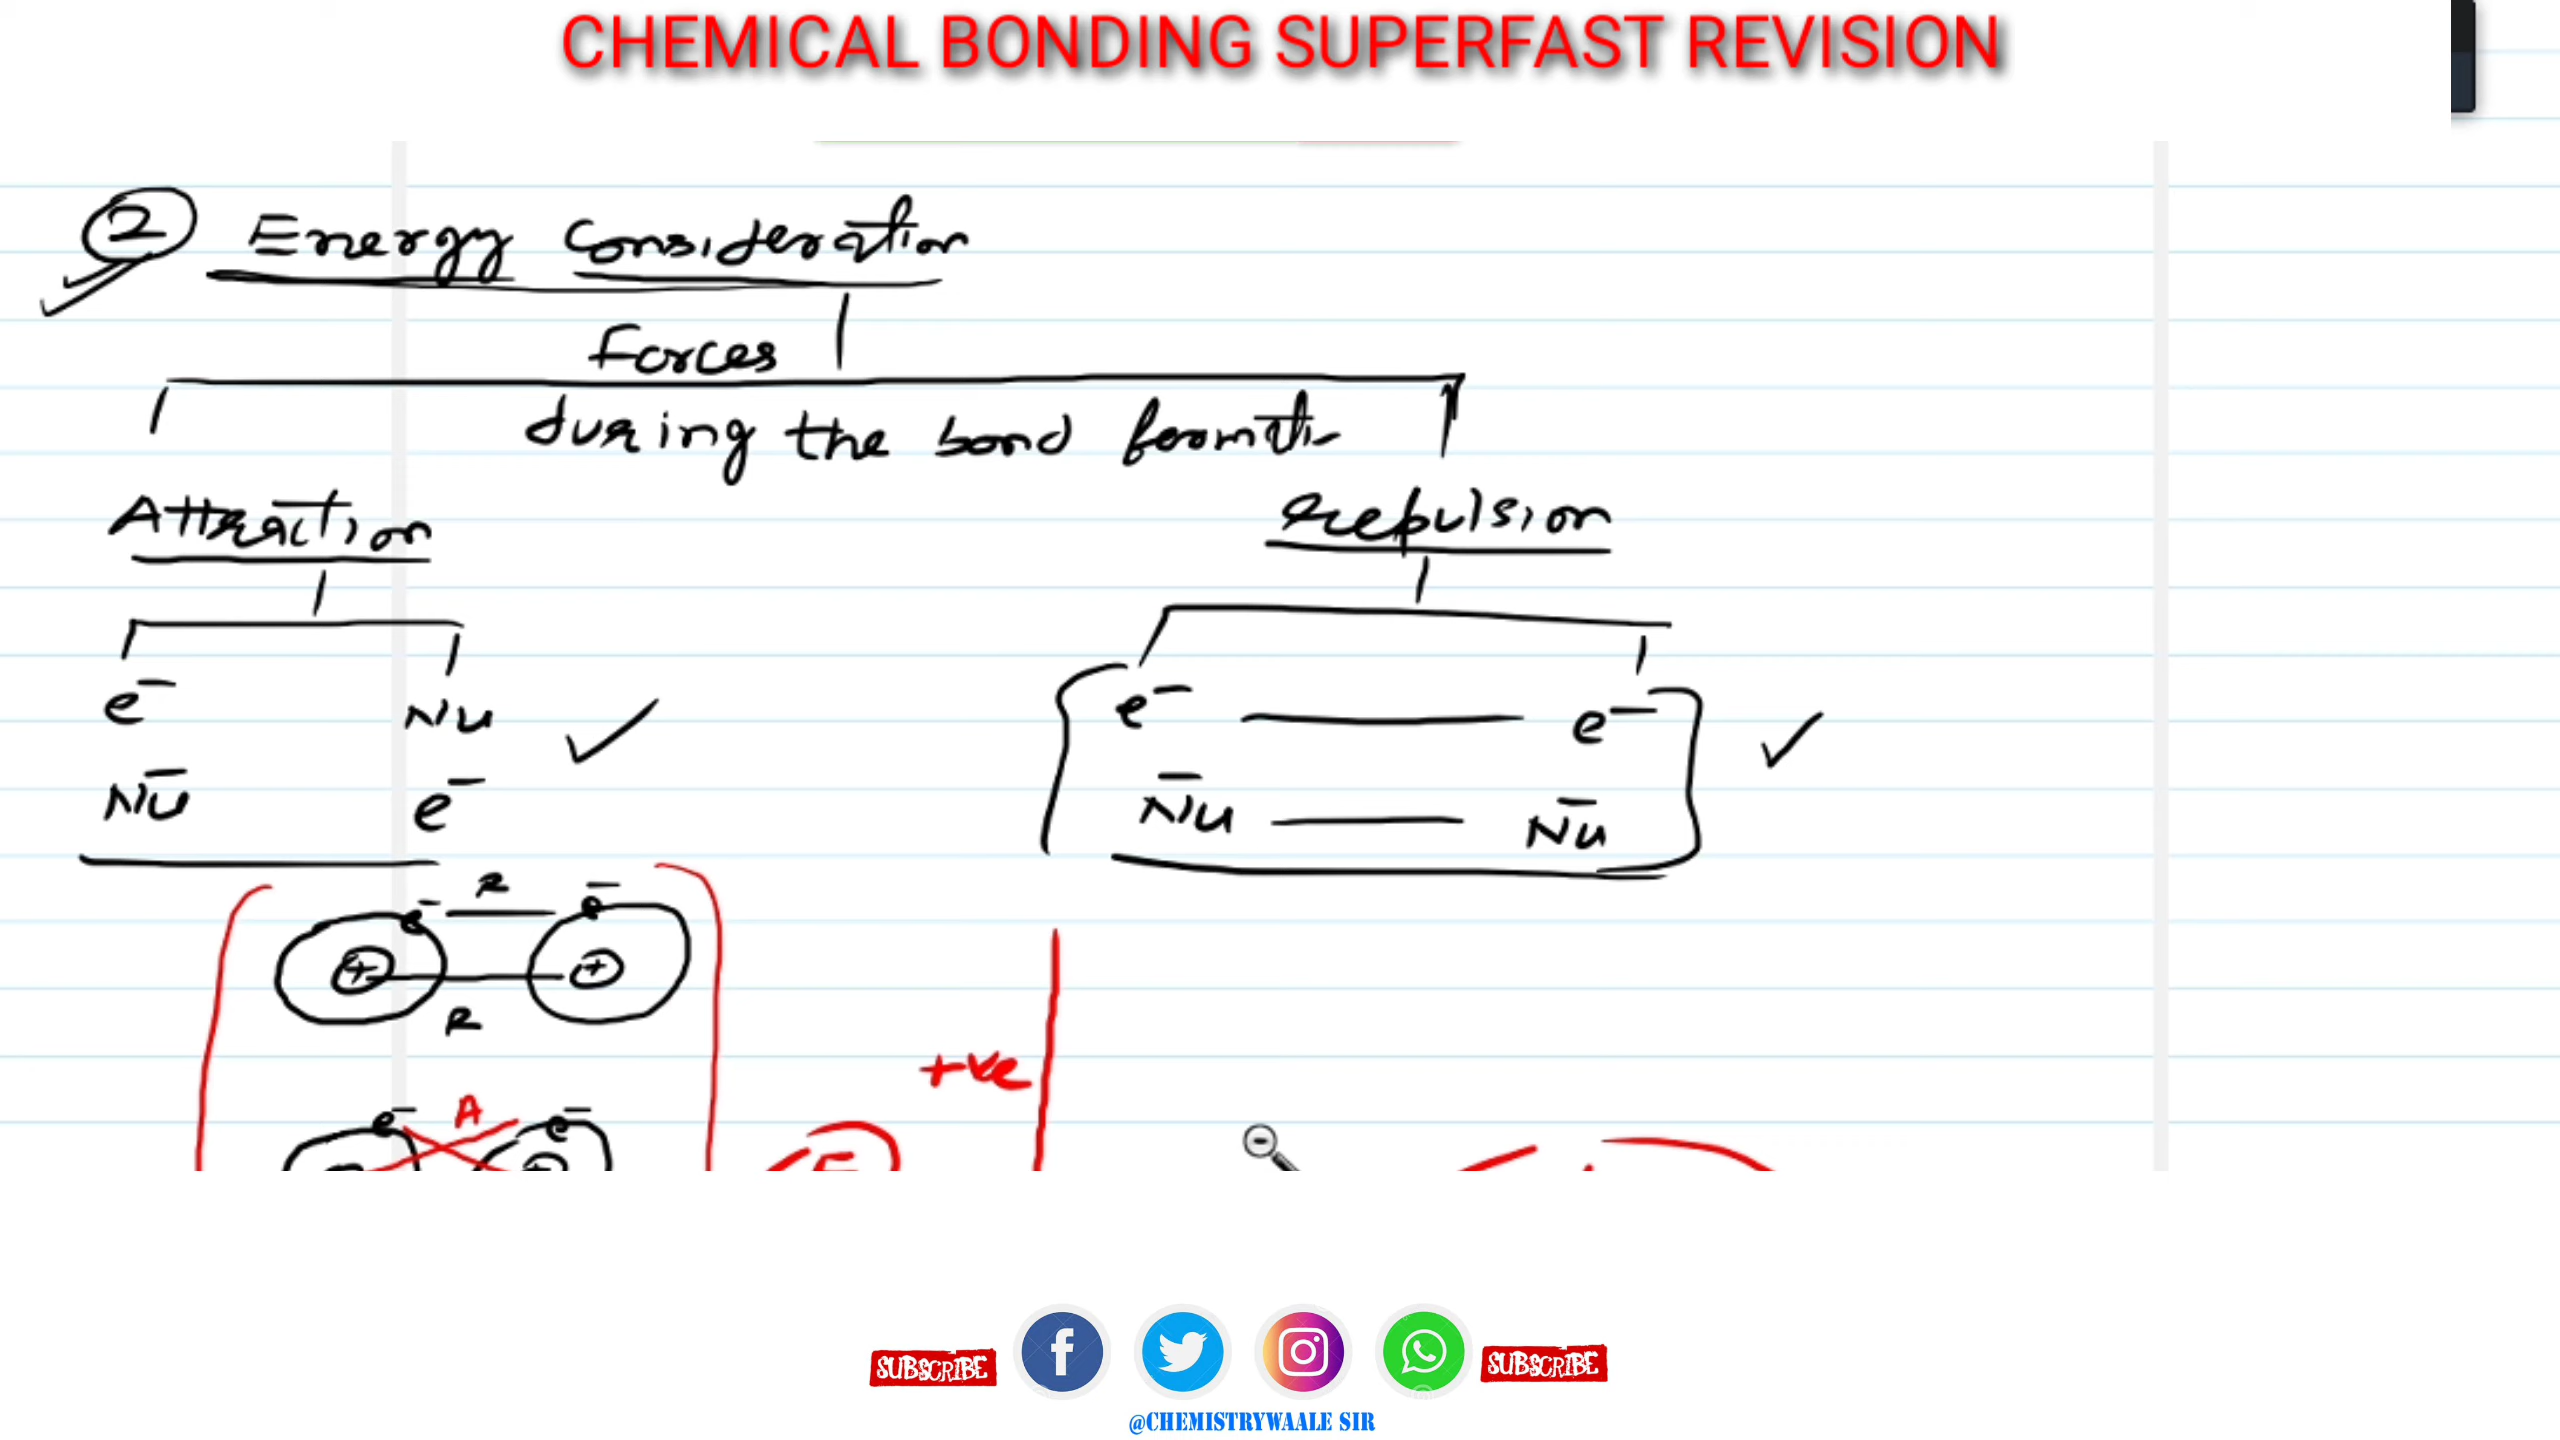 CHEMICAL BONDING SUPERFAST REVISION
2 Energy Consideration
Forces
during the bond
Attraction
repulsion
e⁻ Nu
e⁻ — e⁻
Nu e⁻
Nu — Nu
e⁻ R e⁻
+ +
R
+ve
e⁻ A e⁻
SUBSCRIBE
SUBSCRIBE
@CHEMISTRYWAALE SIR